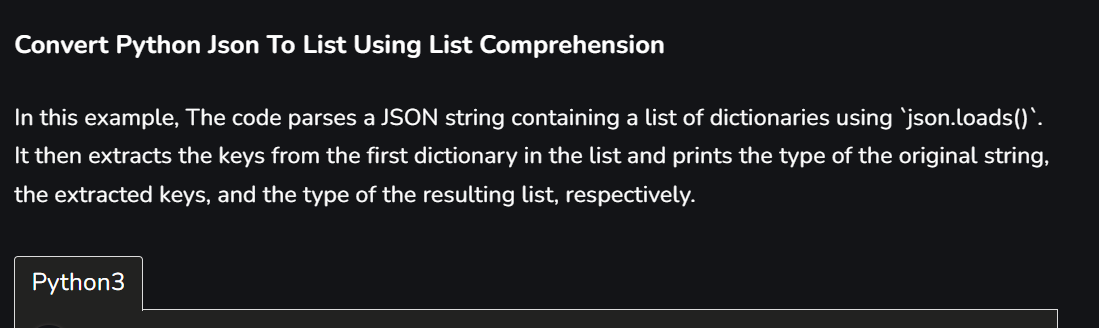 Convert Python Json To List Using List Comprehension
In this example, The code parses a JSON string containing a list of dictionaries using `json.loads()`.
It then extracts the keys from the first dictionary in the list and prints the type of the original string,
the extracted keys, and the type of the resulting list, respectively.
Python3